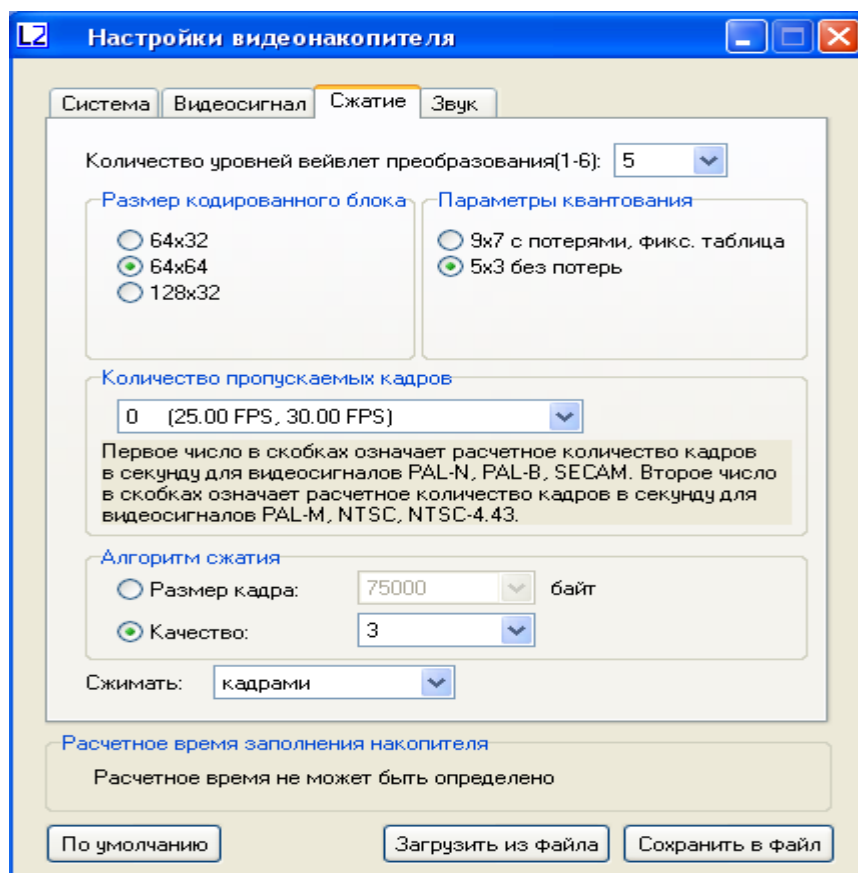 L2 Настройки видеонакопителя
Система Видеосигнал Сжатие Звук
Количество уровней вейвлет преобразования(1-6): 5
Размер кодированного блока
64x32
64x64
128x32
Параметры квантования
9x7 с потерями, фикс. таблица
5x3 без потерь
Количество пропускаемых кадров
0 (25.00 FPS, 30.00 FPS)
Первое число в скобках означает расчетное количество кадров
в секунду для видеосигналов PAL-N, PAL-B, SECAM. Второе число
в скобках означает расчетное количество кадров в секунду для
видеосигналов PAL-M, NTSC, NTSC-4.43.
Алгоритм сжатия
Размер кадра: 75000 байт
Качество: 3
Сжимать: кадрами
Расчетное время заполнения накопителя
Расчетное время не может быть определено
По умолчанию Загрузить из файла Сохранить в файл